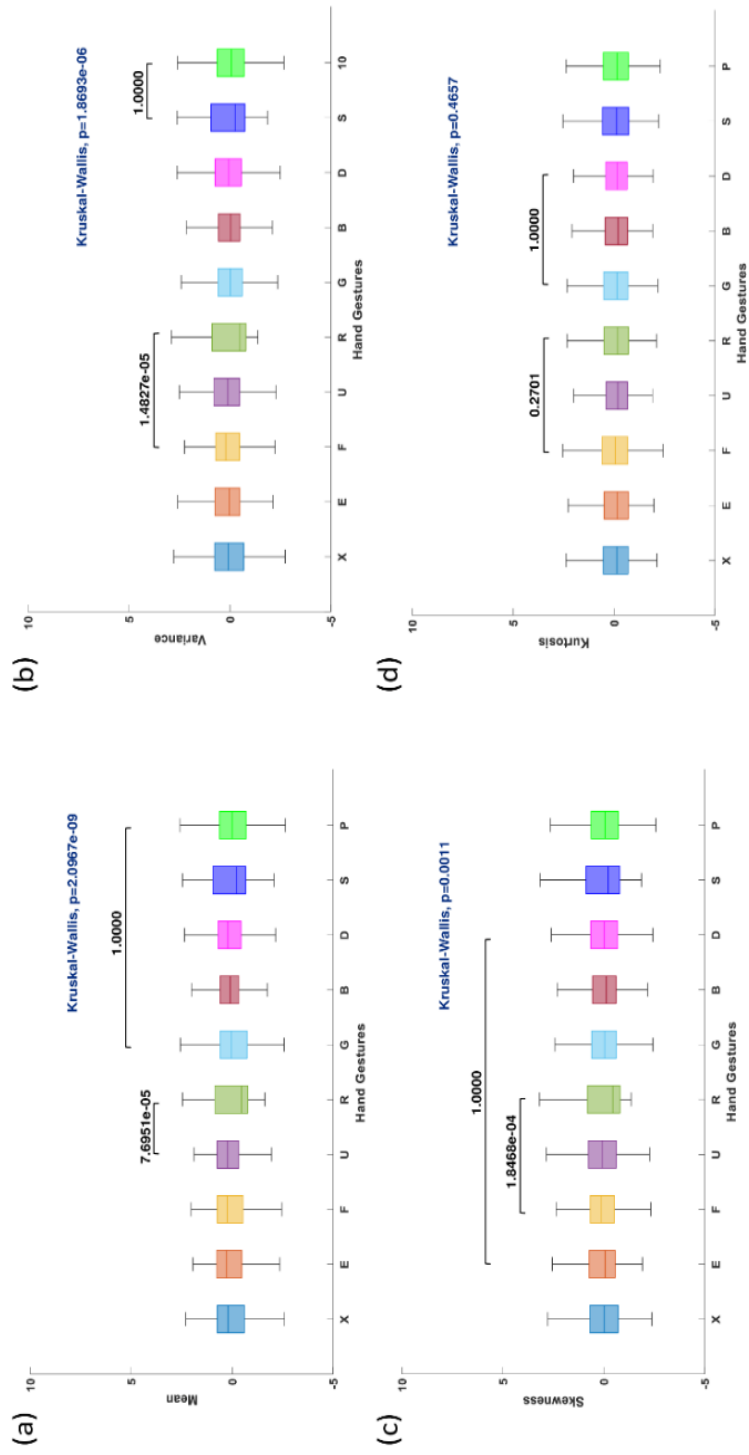 (a)
Kruskal-Wallis, p=2.0967e-09
10
5
0
-5
Mean
7.6951e-05
1.0000
X E F U R G B D S P
Hand Gestures
(b)
Kruskal-Wallis, p=1.8693e-06
10
5
0
-5
Variance
1.4827e-05
1.0000
X E F U R G B D S 10
Hand Gestures
(c)
Kruskal-Wallis, p=0.0011
10
5
0
-5
Skewness
1.0000
1.8468e-04
X E F U R G B D S P
Hand Gestures
(d)
Kruskal-Wallis, p=0.4657
10
5
0
-5
Kurtosis
0.2701
1.0000
X E F U R G B D S P
Hand Gestures